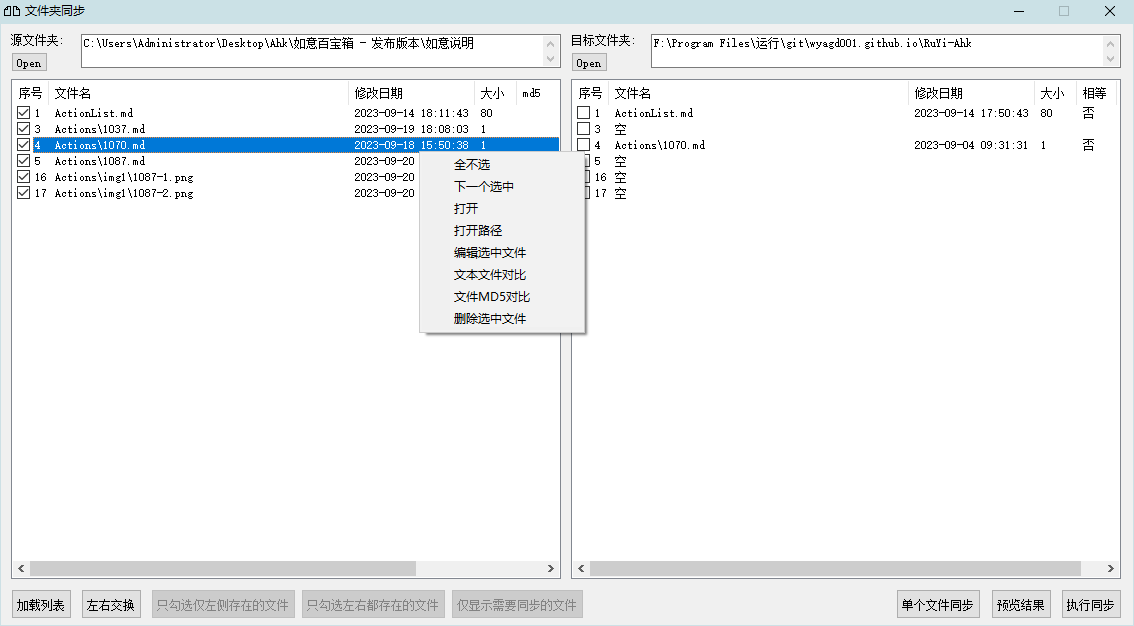 文件夹同步
源文件夹:
C:\Users\Administrator\Desktop\Ahk\如意百宝箱 - 发布版本\如意说明
Open
目标文件夹:
F:\Program Files\运行\git\wyagd001.github.io\RuYi-Ahk
Open
序号 文件名 修改日期 大小 md5
1 ActionList.md 2023-09-14 18:11:43 80
3 Actions\1037.md 2023-09-19 18:08:03 1
4 Actions\1070.md 2023-09-18 15:50:38 1
5 Actions\1087.md 2023-09-20
16 Actions\img1\1087-1.png 2023-09-20
17 Actions\img1\1087-2.png 2023-09-20
全不选
下一个选中
打开
打开路径
编辑选中文件
文本文件对比
文件MD5对比
删除选中文件
序号 文件名 修改日期 大小 相等
1 ActionList.md 2023-09-14 17:50:43 80 否
3 空
4 Actions\1070.md 2023-09-04 09:31:31 1 否
5 空
16 空
17 空
加载列表 左右交换 只勾选仅左侧存在的文件 只勾选左右都存在的文件 仅显示需要同步的文件 单个文件同步 预览结果 执行同步